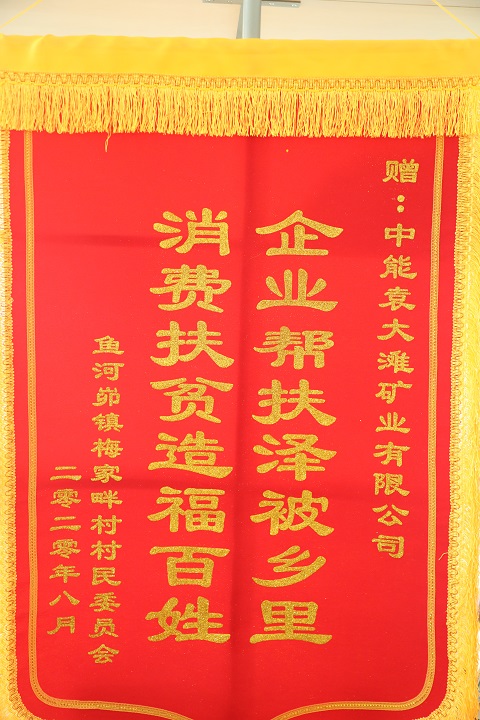 赠：中能袁大滩矿业有限公司
企业帮扶泽被乡里
消费扶贫造福百姓
鱼河峁镇梅家畔村村民委员会
二零二零年八月